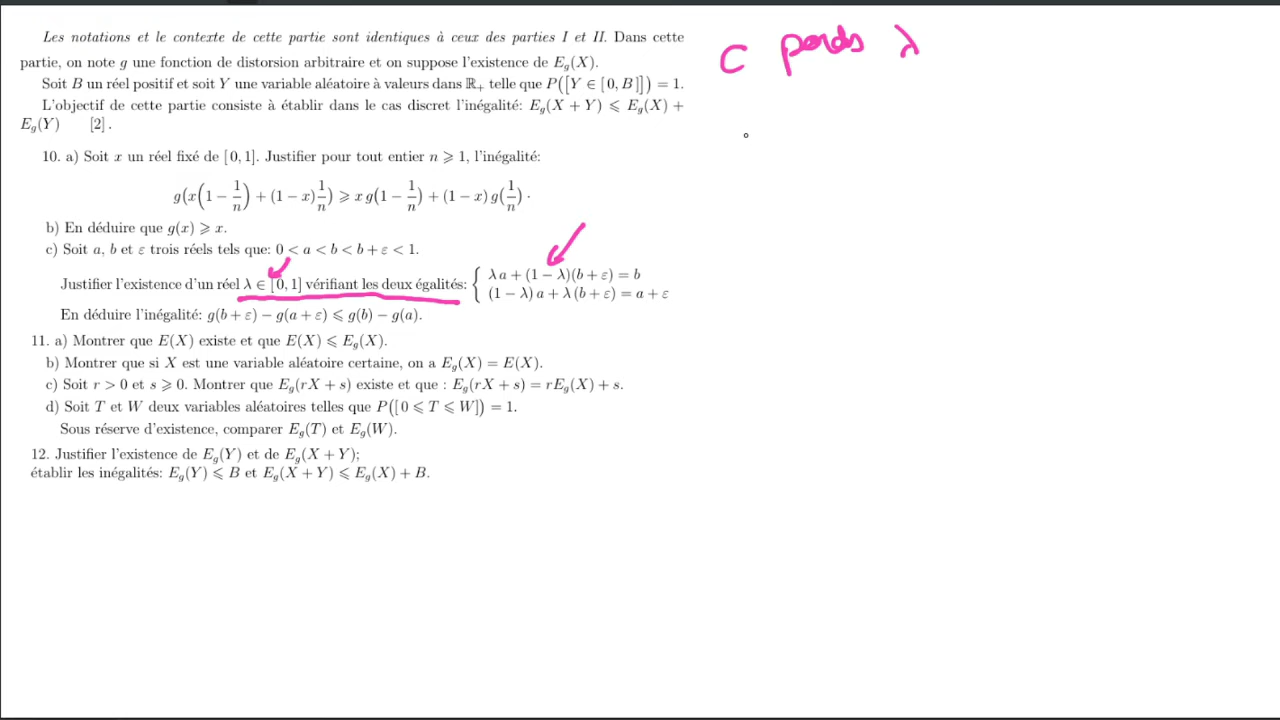 Les notations et le contexte de cette partie sont identiques à ceux des parties I et II. Dans cette
partie, on note g une fonction de distorsion arbitraire et on suppose l'existence de E_g(X).
Soit B un réel positif et soit Y une variable aléatoire à valeurs dans ℝ₊ telle que P([Y ∈ [0, B]]) = 1.
L'objectif de cette partie consiste à établir dans le cas discret l'inégalité: E_g(X + Y) ⩽ E_g(X) +
E_g(Y) [2].
10. a) Soit x un réel fixé de [0, 1]. Justifier pour tout entier n ⩾ 1, l'inégalité:
g(x(1 − 1/n) + (1 − x)1/n) ⩾ x g(1 − 1/n) + (1 − x) g(1/n) ·
b) En déduire que g(x) ⩾ x.
c) Soit a, b et ε trois réels tels que: 0 < a < b < b + ε < 1.
Justifier l'existence d'un réel λ ∈ [0, 1] vérifiant les deux égalités: { λ a + (1 − λ)(b + ε) = b
(1 − λ) a + λ (b + ε) = a + ε
En déduire l'inégalité: g(b + ε) − g(a + ε) ⩽ g(b) − g(a).
11. a) Montrer que E(X) existe et que E(X) ⩽ E_g(X).
b) Montrer que si X est une variable aléatoire certaine, on a E_g(X) = E(X).
c) Soit r > 0 et s ⩾ 0. Montrer que E_g(rX + s) existe et que : E_g(rX + s) = rE_g(X) + s.
d) Soit T et W deux variables aléatoires telles que P([0 ⩽ T ⩽ W]) = 1.
Sous réserve d'existence, comparer E_g(T) et E_g(W).
12. Justifier l'existence de E_g(Y) et de E_g(X + Y);
établir les inégalités: E_g(Y) ⩽ B et E_g(X + Y) ⩽ E_g(X) + B.
C poids λ